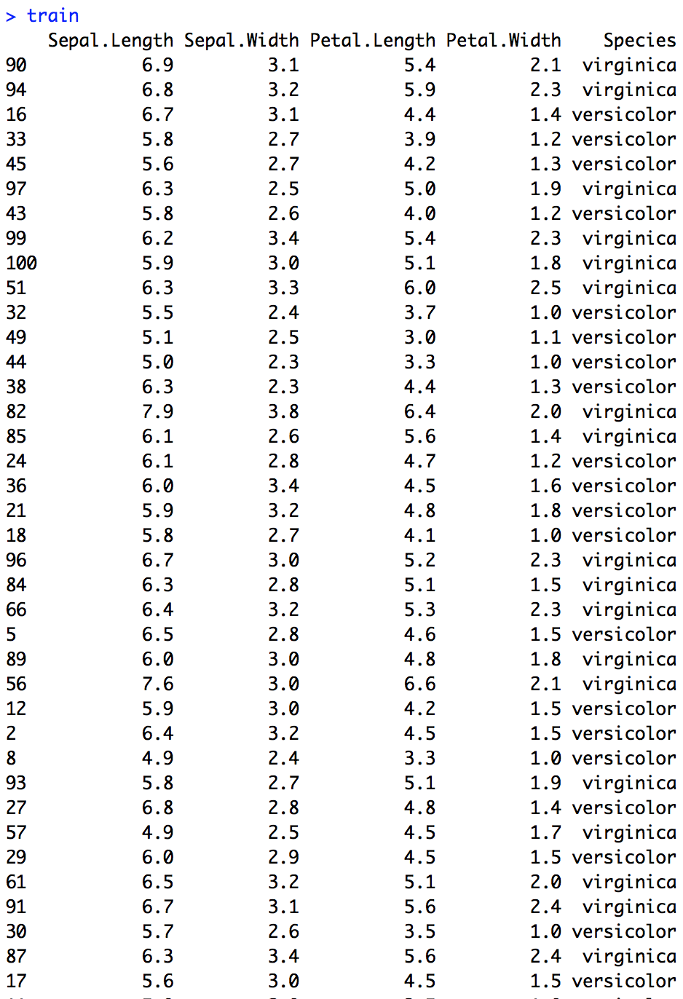 > train
    Sepal.Length Sepal.Width Petal.Length Petal.Width    Species
90           6.9         3.1          5.4         2.1  virginica
94           6.8         3.2          5.9         2.3  virginica
16           6.7         3.1          4.4         1.4 versicolor
33           5.8         2.7          3.9         1.2 versicolor
45           5.6         2.7          4.2         1.3 versicolor
97           6.3         2.5          5.0         1.9  virginica
43           5.8         2.6          4.0         1.2 versicolor
99           6.2         3.4          5.4         2.3  virginica
100          5.9         3.0          5.1         1.8  virginica
51           6.3         3.3          6.0         2.5  virginica
32           5.5         2.4          3.7         1.0 versicolor
49           5.1         2.5          3.0         1.1 versicolor
44           5.0         2.3          3.3         1.0 versicolor
38           6.3         2.3          4.4         1.3 versicolor
82           7.9         3.8          6.4         2.0  virginica
85           6.1         2.6          5.6         1.4  virginica
24           6.1         2.8          4.7         1.2 versicolor
36           6.0         3.4          4.5         1.6 versicolor
21           5.9         3.2          4.8         1.8 versicolor
18           5.8         2.7          4.1         1.0 versicolor
96           6.7         3.0          5.2         2.3  virginica
84           6.3         2.8          5.1         1.5  virginica
66           6.4         3.2          5.3         2.3  virginica
5            6.5         2.8          4.6         1.5 versicolor
89           6.0         3.0          4.8         1.8  virginica
56           7.6         3.0          6.6         2.1  virginica
12           5.9         3.0          4.2         1.5 versicolor
2            6.4         3.2          4.5         1.5 versicolor
8            4.9         2.4          3.3         1.0 versicolor
93           5.8         2.7          5.1         1.9  virginica
27           6.8         2.8          4.8         1.4 versicolor
57           4.9         2.5          4.5         1.7  virginica
29           6.0         2.9          4.5         1.5 versicolor
61           6.5         3.2          5.1         2.0  virginica
91           6.7         3.1          5.6         2.4  virginica
30           5.7         2.6          3.5         1.0 versicolor
87           6.3         3.4          5.6         2.4  virginica
17           5.6         3.0          4.5         1.5 versicolor